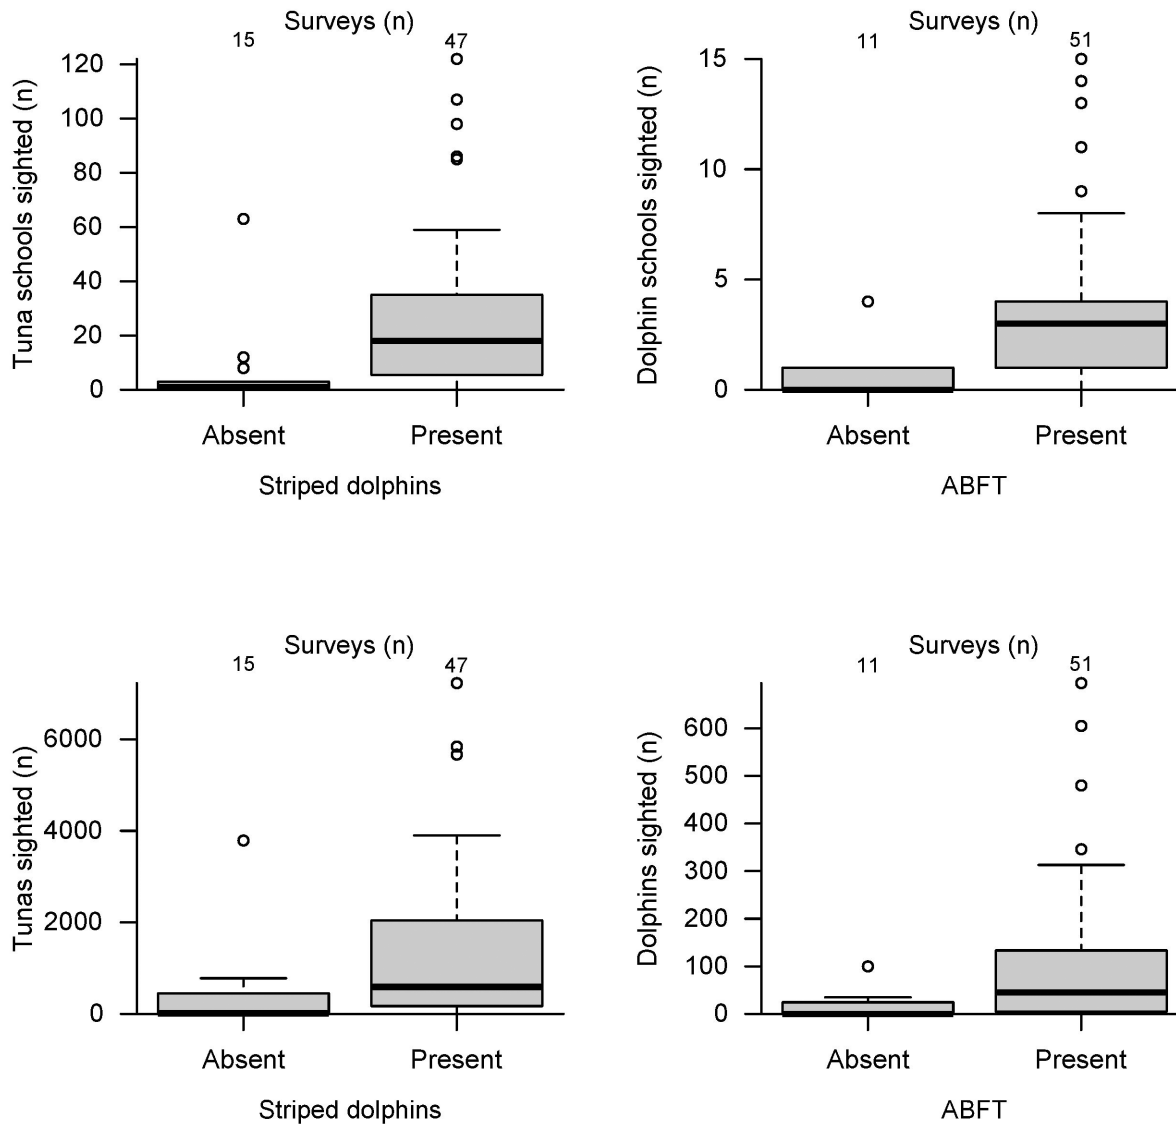 Surveys (n)
15 47
Tuna schools sighted (n)
120
100
80
60
40
20
0
Absent Present
Striped dolphins
Surveys (n)
11 51
Dolphin schools sighted (n)
15
10
5
0
Absent Present
ABFT
Surveys (n)
15 47
Tunas sighted (n)
6000
4000
2000
0
Absent Present
Striped dolphins
Surveys (n)
11 51
Dolphins sighted (n)
600
500
400
300
200
100
0
Absent Present
ABFT